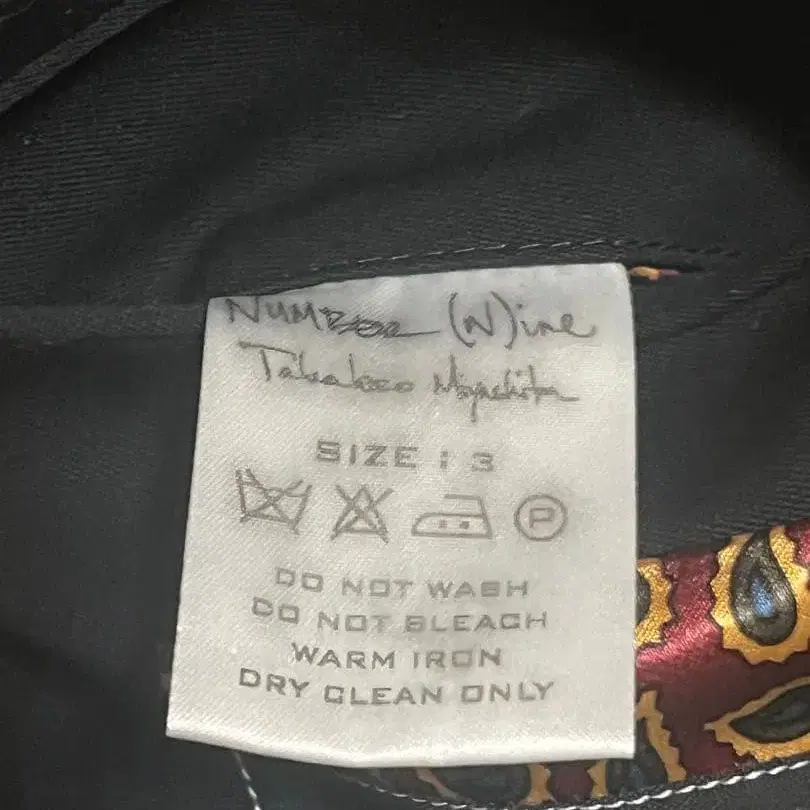 NUMBER (N)ine
Takahiro Miyashita
SIZE : 3
P
DO NOT WASH
DO NOT BLEACH
WARM IRON
DRY CLEAN ONLY